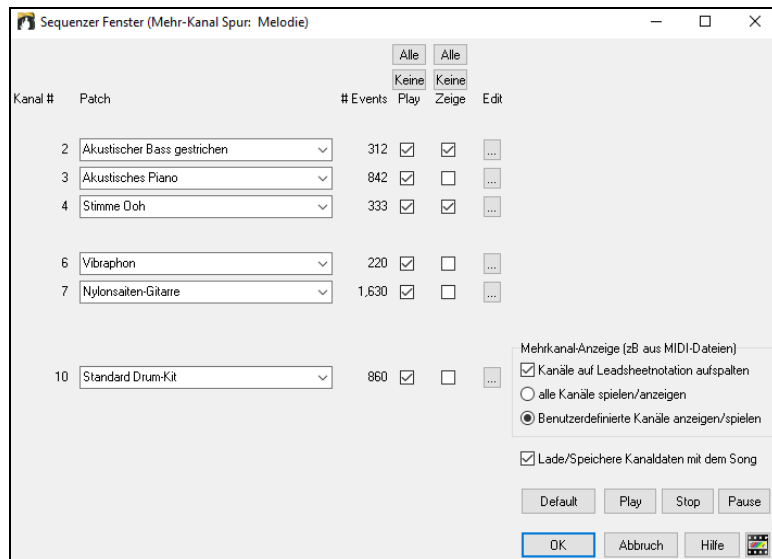 Sequenzer Fenster (Mehr-Kanal Spur: Melodie)
Alle Alle
Keine Keine
Kanal # Patch # Events Play Zeige Edit
2 Akustischer Bass gestrichen 312 ...
3 Akustisches Piano 842 ...
4 Stimme Ooh 333 ...
6 Vibraphon 220 ...
7 Nylonsaiten-Gitarre 1,630 ...
10 Standard Drum-Kit 860 ...
Mehrkanal-Anzeige (zB aus MIDI-Dateien)
Kanäle auf Leadsheetnotation aufspalten
alle Kanäle spielen/anzeigen
Benutzerdefinierte Kanäle anzeigen/spielen
Lade/Speichere Kanaldaten mit dem Song
Default Play Stop Pause
OK Abbruch Hilfe